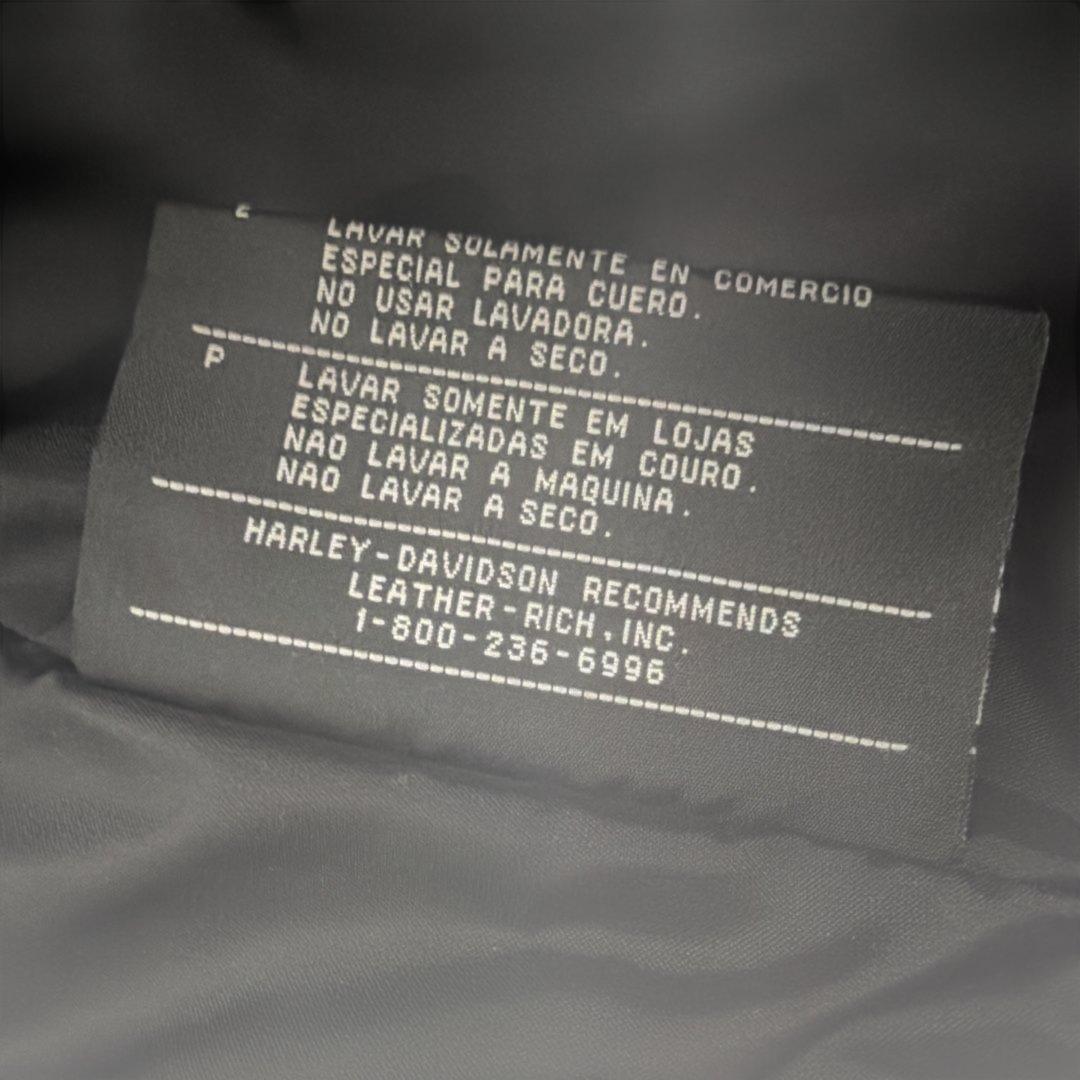 LAVAR SOLAMENTE EN COMERCIO
ESPECIAL PARA CUERO.
NO USAR LAVADORA.
NO LAVAR A SECO.
P
LAVAR SOMENTE EM LOJAS
ESPECIALIZADAS EM COURO.
NAO LAVAR A MAQUINA.
NAO LAVAR A SECO.
HARLEY-DAVIDSON RECOMMENDS
LEATHER-RICH,INC.
1-800-236-6996